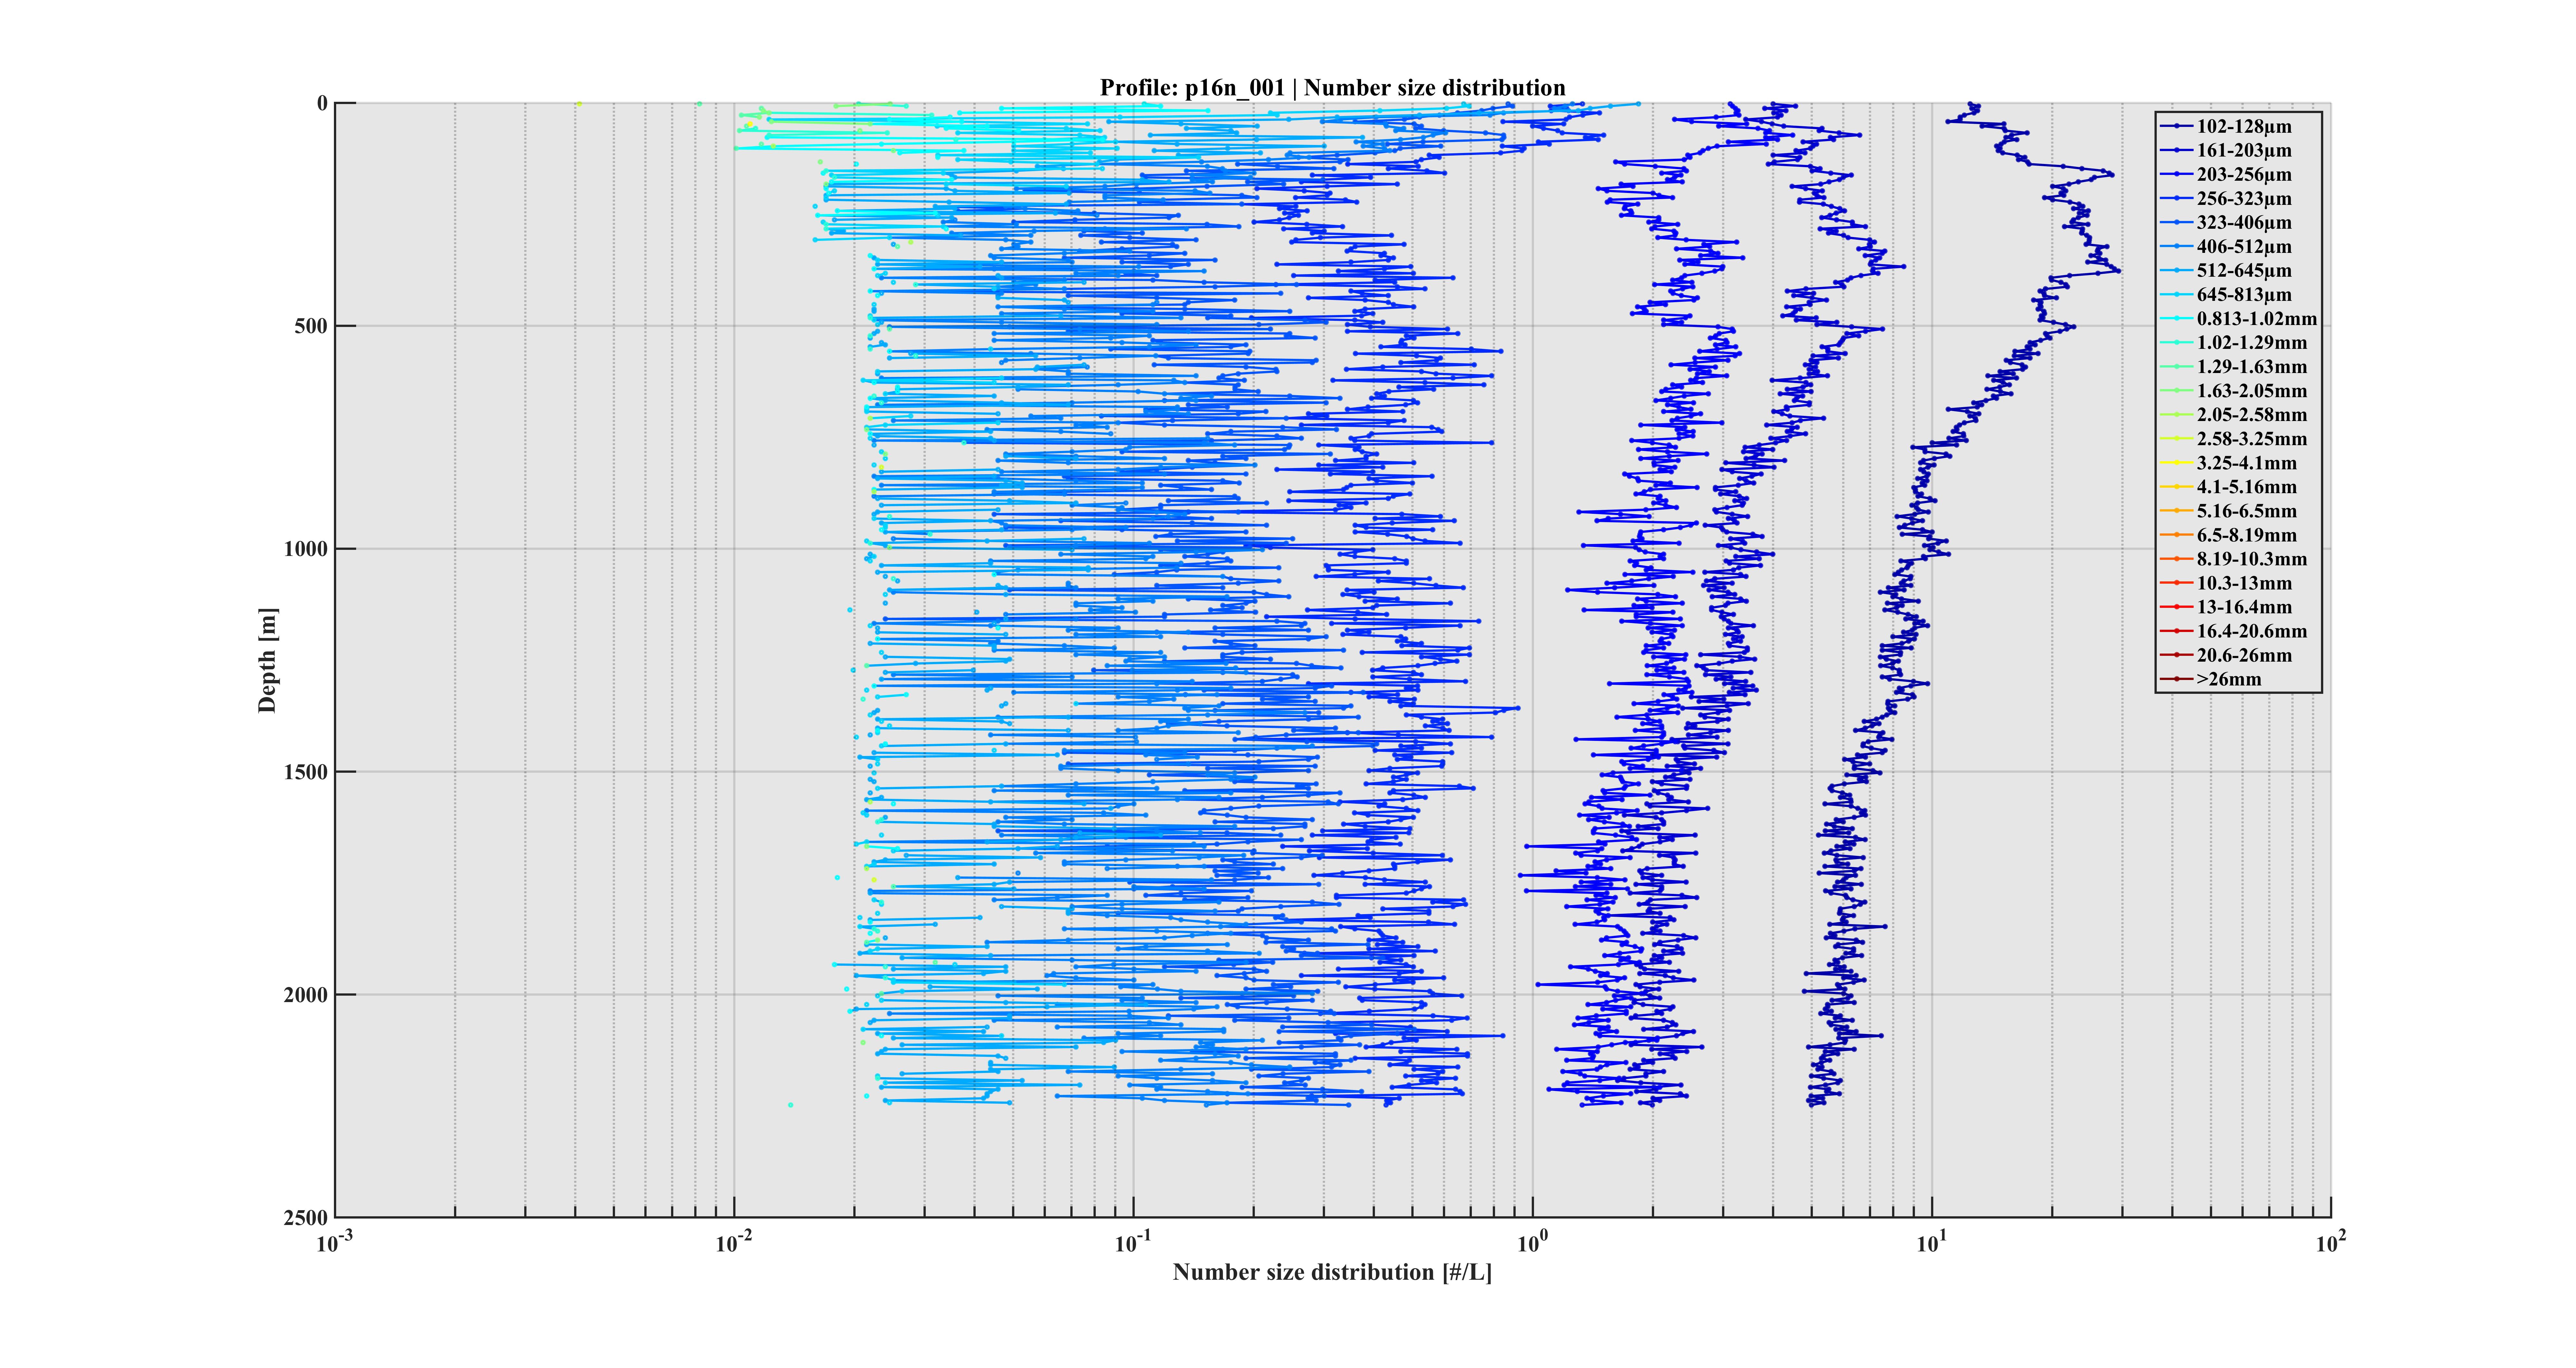 Profile: p16n_001 | Number size distribution
0
500
1000
1500
2000
2500
Depth [m]
10-3
10-2
10-1
100
101
102
Number size distribution [#/L]
102-128µm
161-203µm
203-256µm
256-323µm
323-406µm
406-512µm
512-645µm
645-813µm
0.813-1.02mm
1.02-1.29mm
1.29-1.63mm
1.63-2.05mm
2.05-2.58mm
2.58-3.25mm
3.25-4.1mm
4.1-5.16mm
5.16-6.5mm
6.5-8.19mm
8.19-10.3mm
10.3-13mm
13-16.4mm
16.4-20.6mm
20.6-26mm
>26mm